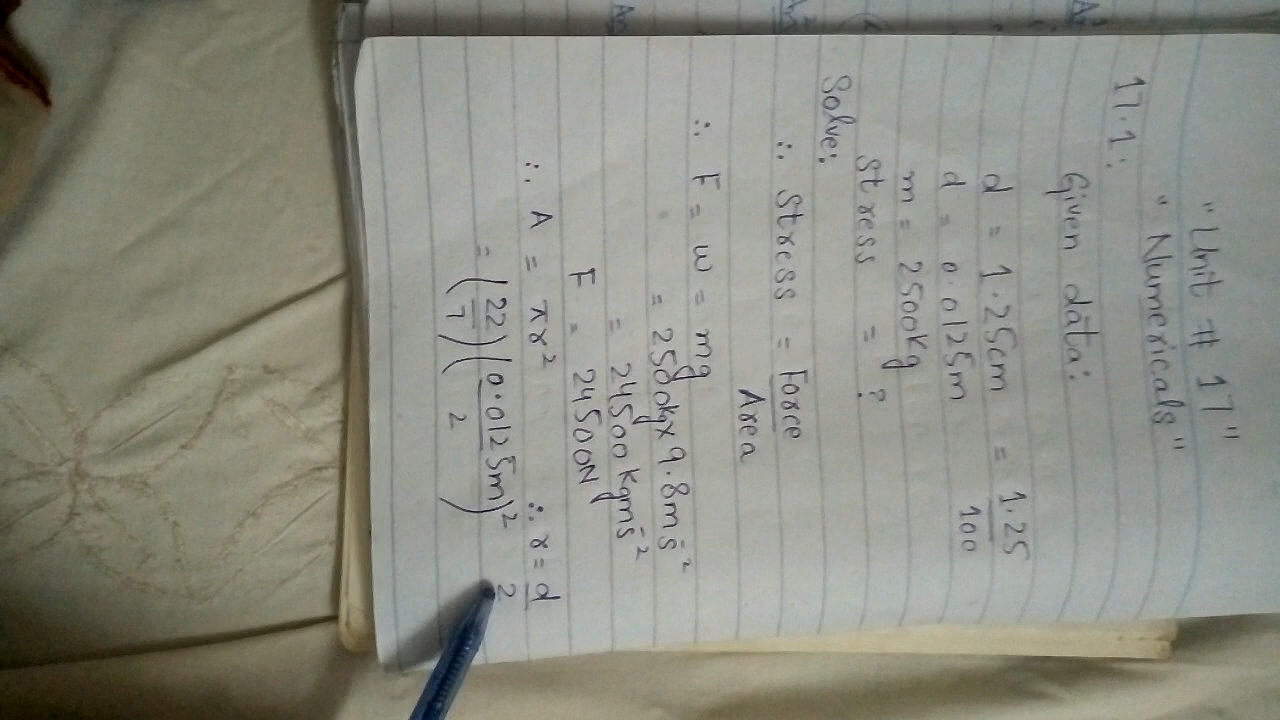 "Unit # 17"
"Numericals"
17.1:
Given data:
d = 1.25cm = 1.25/100
d = 0.0125m
m = 2500kg
Stress = ?
Solve:
∴ Stress = Force/Area
∴ F = w = mg
= 2500kg x 9.8ms⁻²
= 24500 kgms⁻²
F = 24500N
∴ A = πr² ∴ r = d/2
= (22/7)(0.0125m/2)²